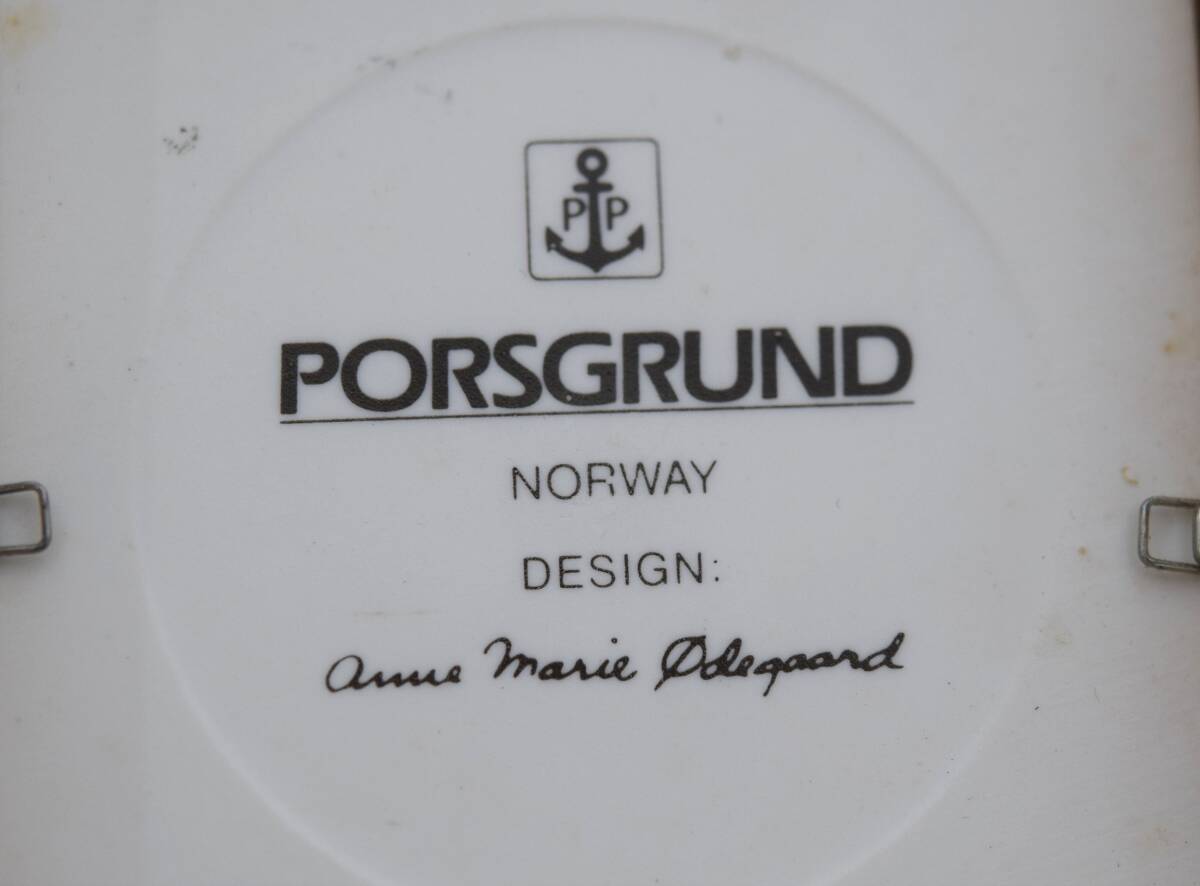 P P
PORSGRUND
NORWAY
DESIGN:
Anne Marie Ødegaard